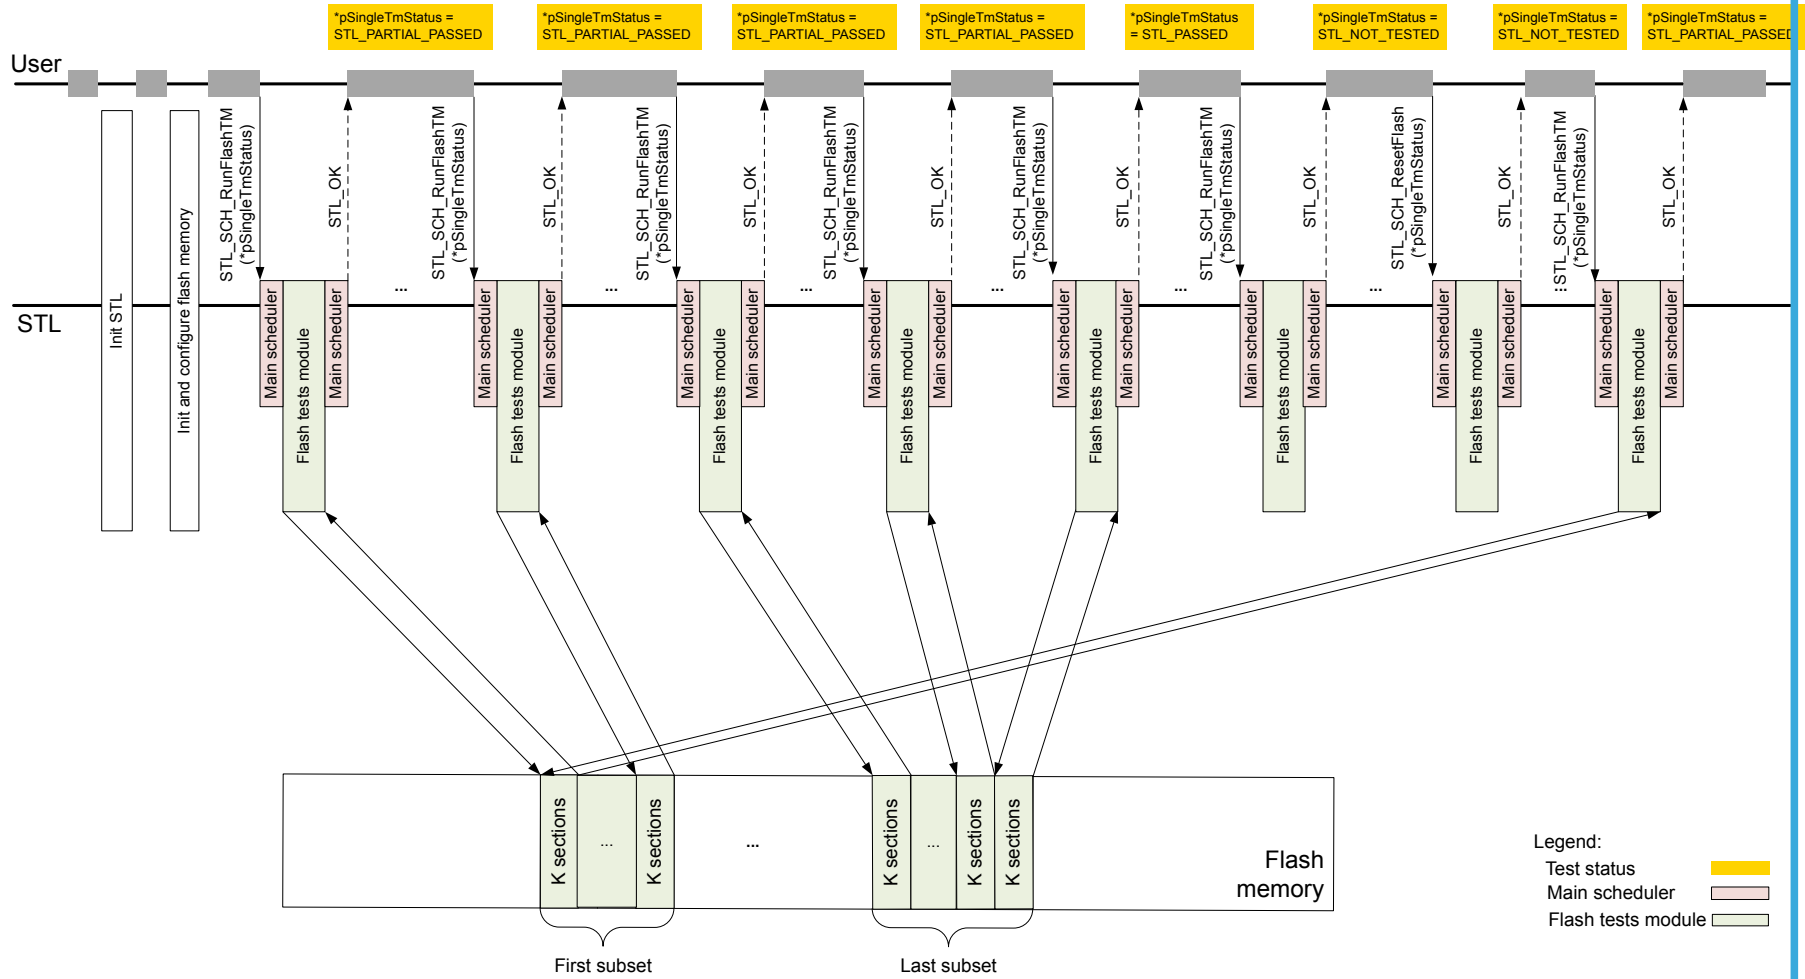 *pSingleTmStatus =
STL_PARTIAL_PASSED
*pSingleTmStatus =
STL_PARTIAL_PASSED
*pSingleTmStatus =
STL_PARTIAL_PASSED
*pSingleTmStatus =
STL_PARTIAL_PASSED
*pSingleTmStatus
= STL_PASSED
*pSingleTmStatus =
STL_NOT_TESTED
*pSingleTmStatus =
STL_NOT_TESTED
*pSingleTmStatus =
STL_PARTIAL_PASSED
User
STL_SCH_RunFlashTM
(*pSingleTmStatus)
STL_OK
STL_SCH_RunFlashTM
(*pSingleTmStatus)
STL_OK
STL_SCH_RunFlashTM
(*pSingleTmStatus)
STL_OK
STL_SCH_RunFlashTM
(*pSingleTmStatus)
STL_OK
STL_SCH_RunFlashTM
(*pSingleTmStatus)
STL_OK
STL_SCH_RunFlashTM
(*pSingleTmStatus)
STL_OK
STL_SCH_ResetFlash
(*pSingleTmStatus)
STL_OK
STL_SCH_RunFlashTM
(*pSingleTmStatus)
STL_OK
... ... ... ... ... ... ... ...
STL
Init STL
Init and configure flash memory
Main scheduler
Flash tests module
Main scheduler
Main scheduler
Flash tests module
Main scheduler
Main scheduler
Flash tests module
Main scheduler
Main scheduler
Flash tests module
Main scheduler
Main scheduler
Flash tests module
Main scheduler
Main scheduler
Flash tests module
Main scheduler
Main scheduler
Flash tests module
Main scheduler
Main scheduler
Flash tests module
Main scheduler
K sections
...
K sections
...
K sections
...
K sections
K sections
Flash
memory
First subset
Last subset
Legend:
Test status
Main scheduler
Flash tests module